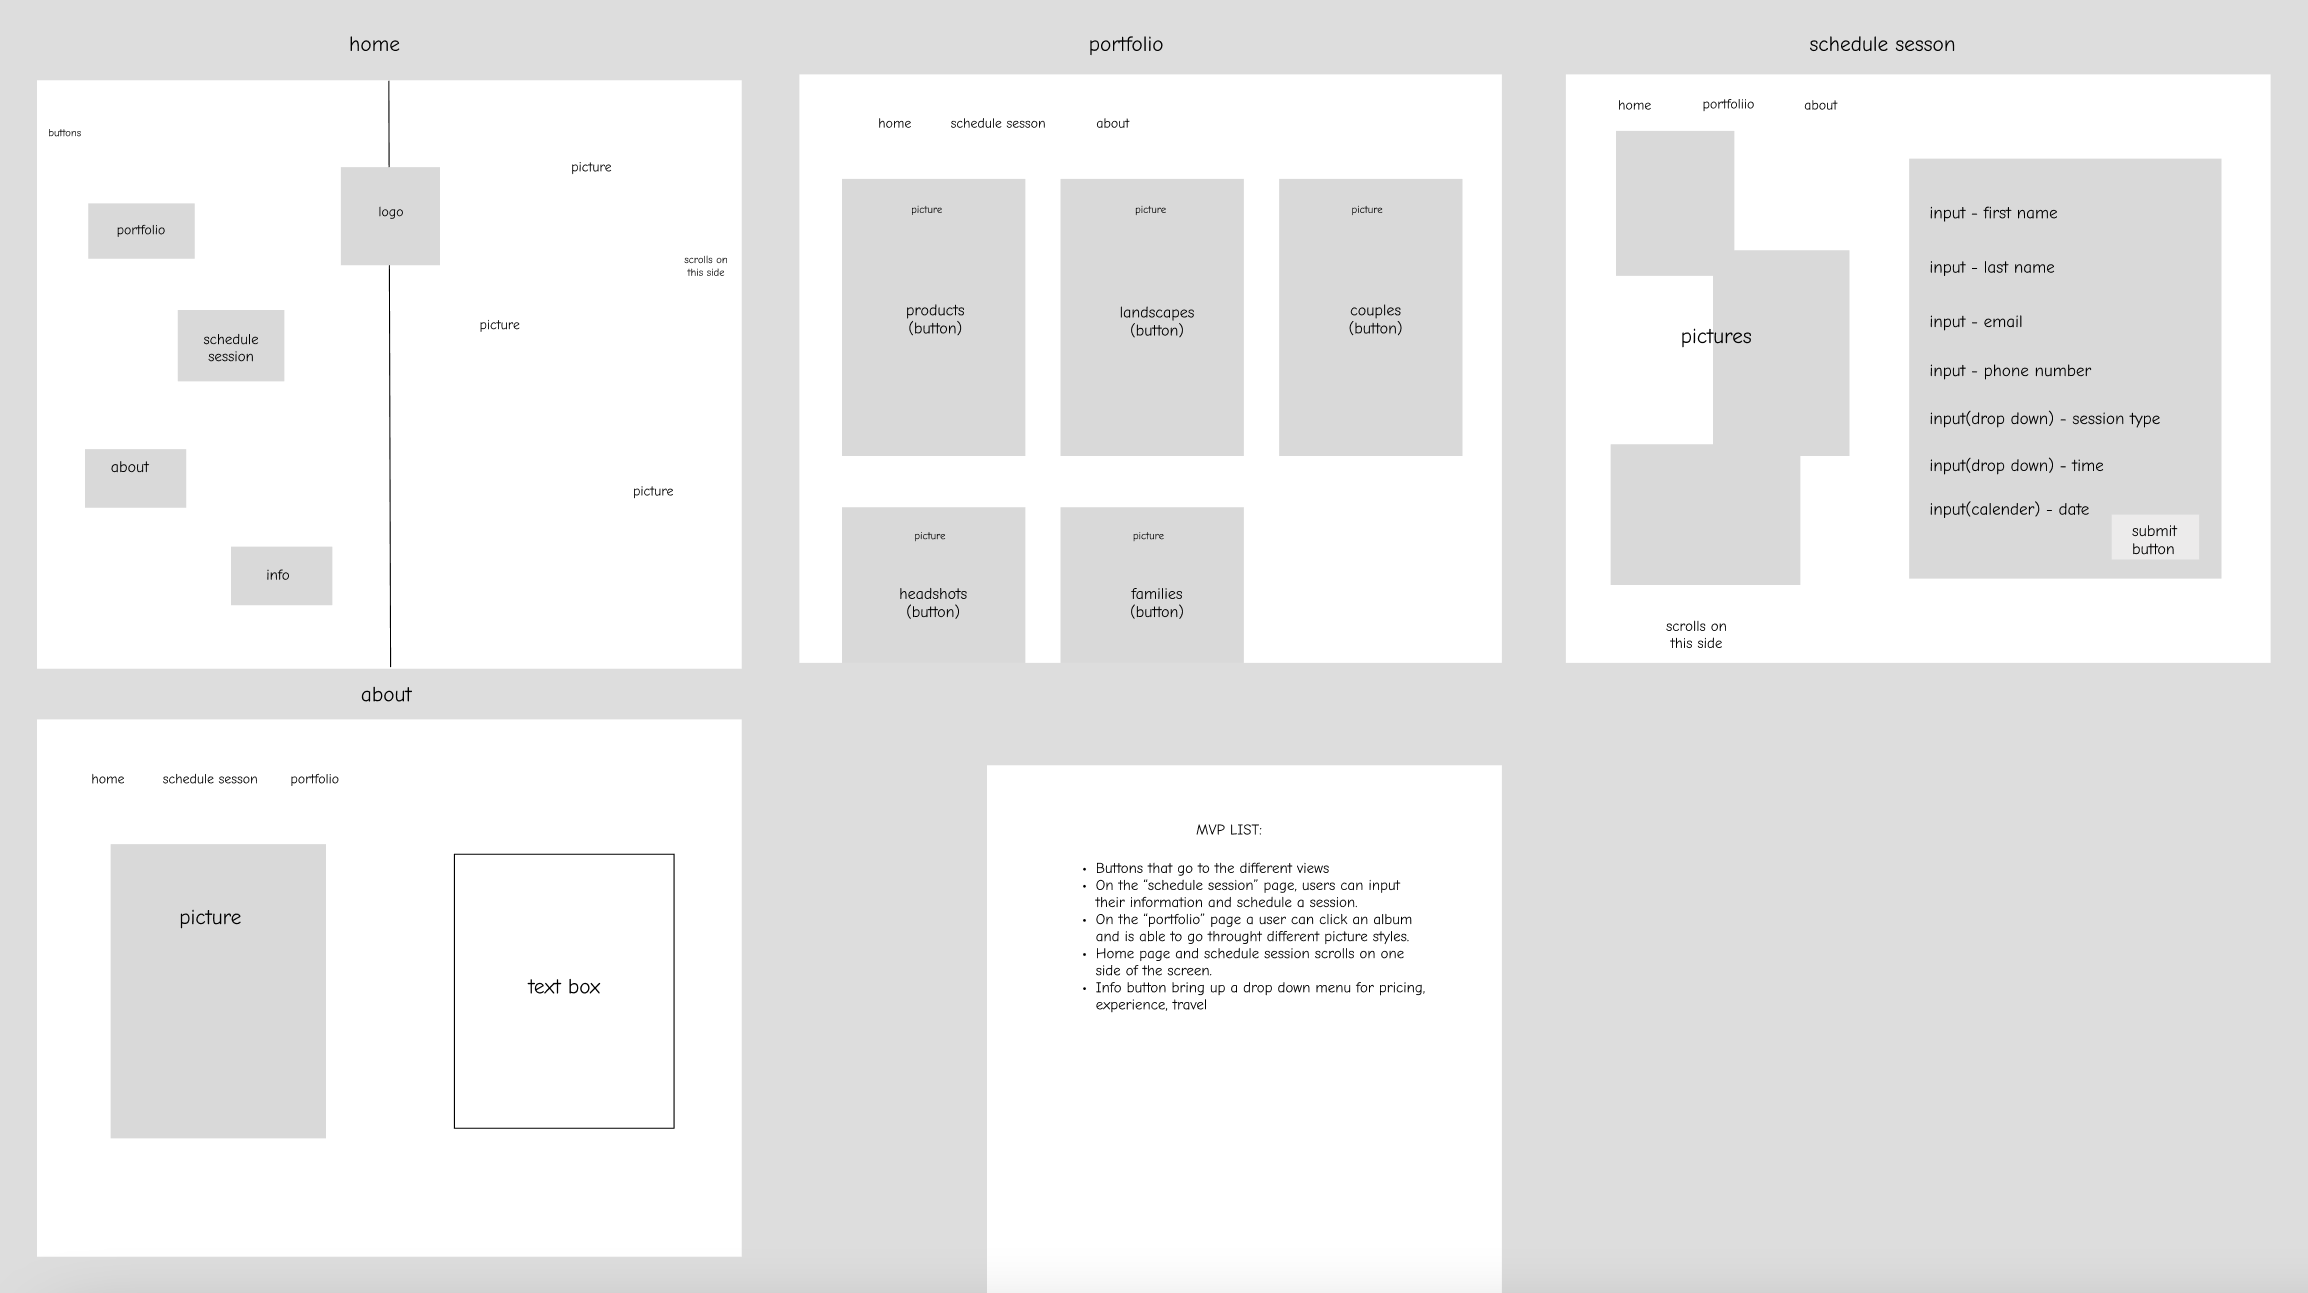 home
buttons
picture
logo
portfolio
scrolls on
this side
picture
schedule
session
about
picture
info
portfolio
home schedule sesson about
picture
products
(button)
picture
landscapes
(button)
picture
couples
(button)
picture
headshots
(button)
picture
families
(button)
schedule sesson
home portfoliio about
pictures
scrolls on
this side
input - first name
input - last name
input - email
input - phone number
input(drop down) - session type
input(drop down) - time
input(calender) - date
submit
button
about
home schedule sesson portfolio
picture
text box
MVP LIST:
• Buttons that go to the different views
• On the “schedule session” page, users can input
their information and schedule a session.
• On the “portfolio” page a user can click an album
and is able to go throught different picture styles.
• Home page and schedule session scrolls on one
side of the screen.
• Info button bring up a drop down menu for pricing,
experience, travel